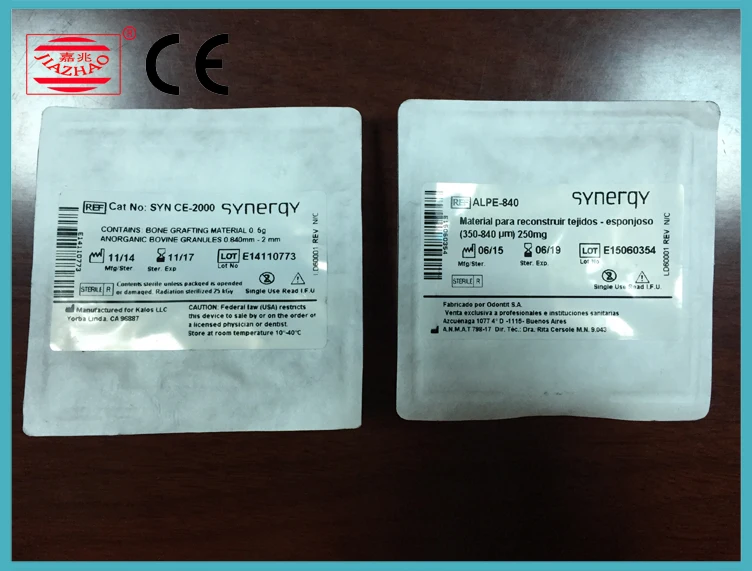 嘉兆
JIAZHAO
®
CE
REF Cat No: SYN CE-2000 synergy
CONTAINS: BONE GRAFTING MATERIAL 0.5g
ANORGANIC BOVINE GRANULES 0.840mm - 2 mm
11/14 11/17 LOT E14110773
Mfg/Ster Ster. Exp. Lot No
STERILE R Contents sterile unless package is opened
or damaged. Radiation sterilized 25 kGy Single Use Read I.F.U.
Manufactured for Kalos LLC
Yorba Linda, CA
CAUTION: Federal law (USA) restricts
this device to sale by or on the order of
a licensed physician or dentist.
Store at room temperature 10°-40°C
E14110773
LD60001 REV N/C
REF ALPE-840 synergy
Material para reconstruir tejidos - esponjoso
(350-840 µm) 250mg
06/15 06/19 LOT E15060354
Mfg/Ster Ster. Exp. Lot No
STERILE R Single Use Read I.F.U.
Fabricado por Odontit S.A.
Venta exclusiva a profesionales e instituciones sanitarias
Azcuénaga 1077 4° D -1115- Buenos Aires
A.N.M.A.T 798-17 Dir. Téc.: Dra. Rita Cersole M.N. 9.043
E15060354
LD60001 REV N/C